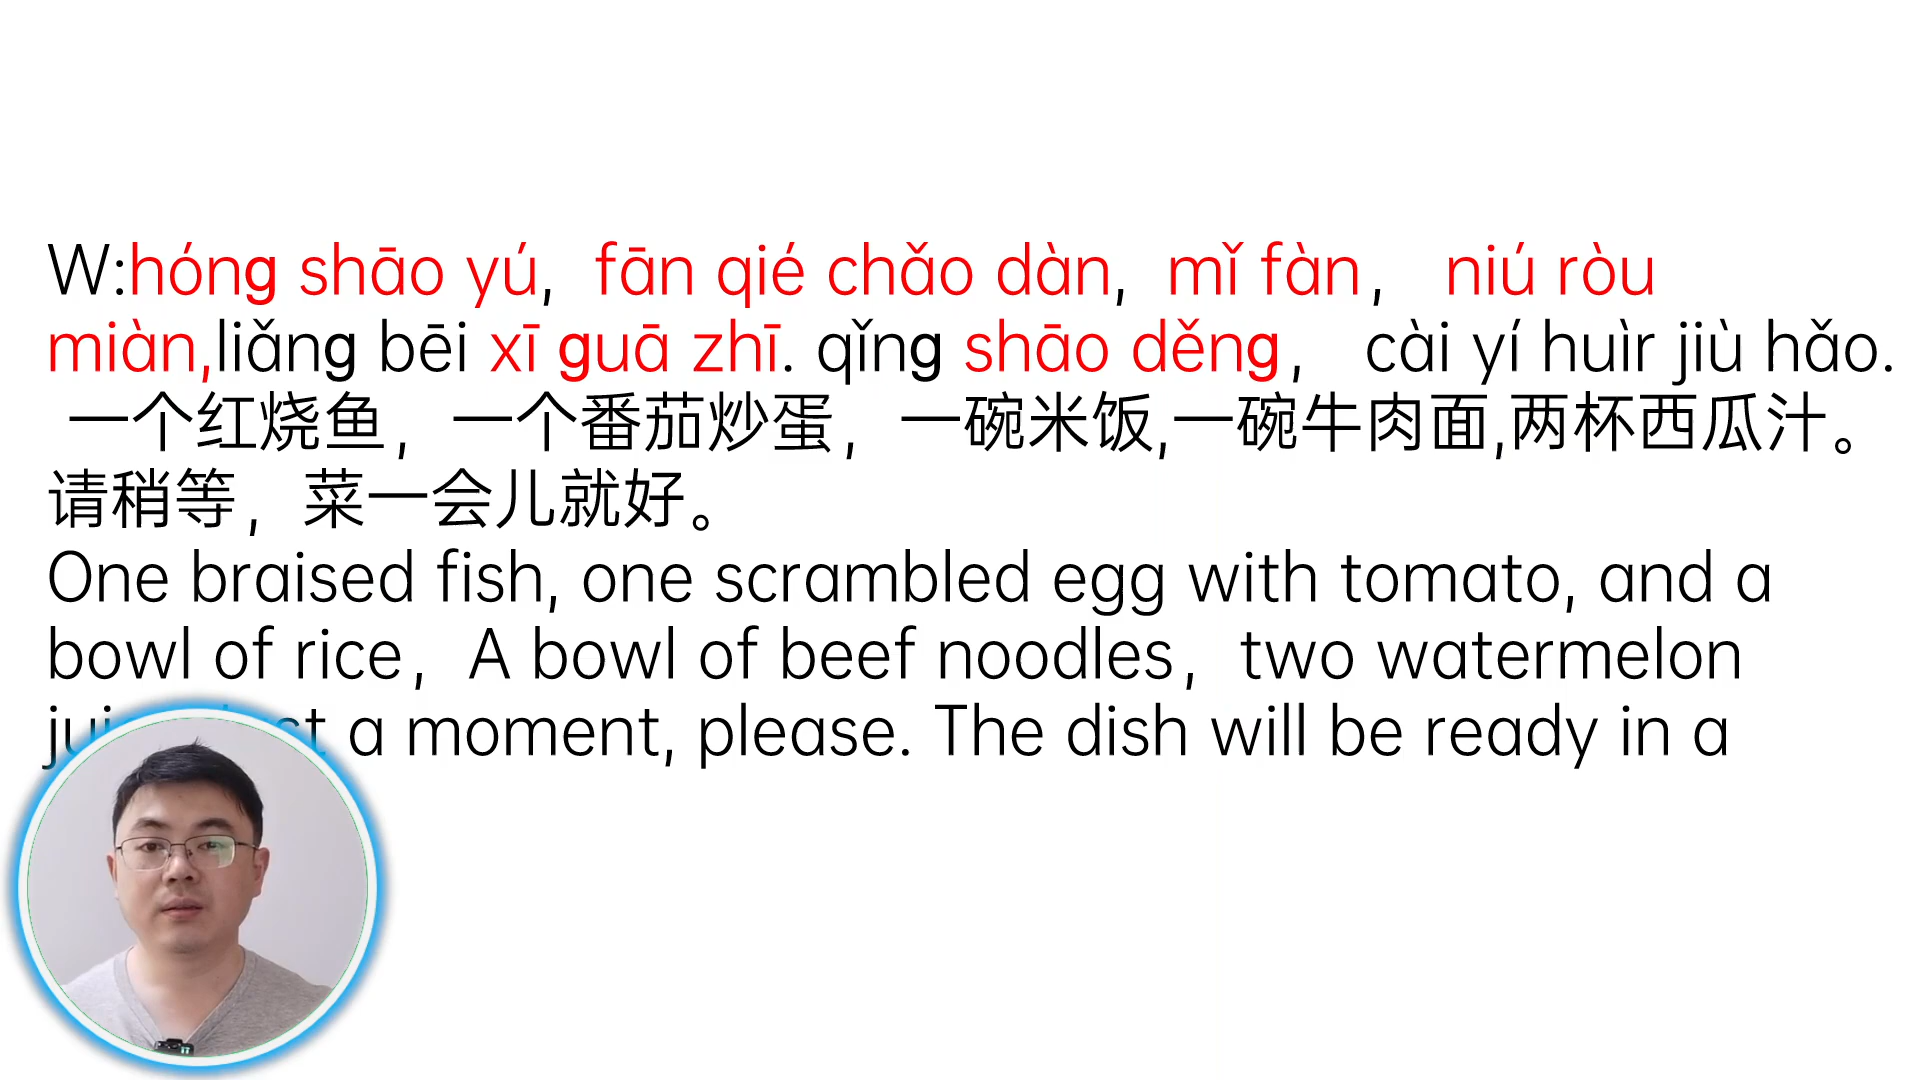 W:hóng shāo yú, fān qié chǎo dàn, mǐ fàn, niú ròu
miàn,liǎng bēi xī guā zhī. qǐng shāo děng, cài yí huìr jiù hǎo.
一个红烧鱼，一个番茄炒蛋，一碗米饭,一碗牛肉面,两杯西瓜汁。
请稍等，菜一会儿就好。
One braised fish, one scrambled egg with tomato, and a
bowl of rice，A bowl of beef noodles，two watermelon
a moment, please. The dish will be ready in a